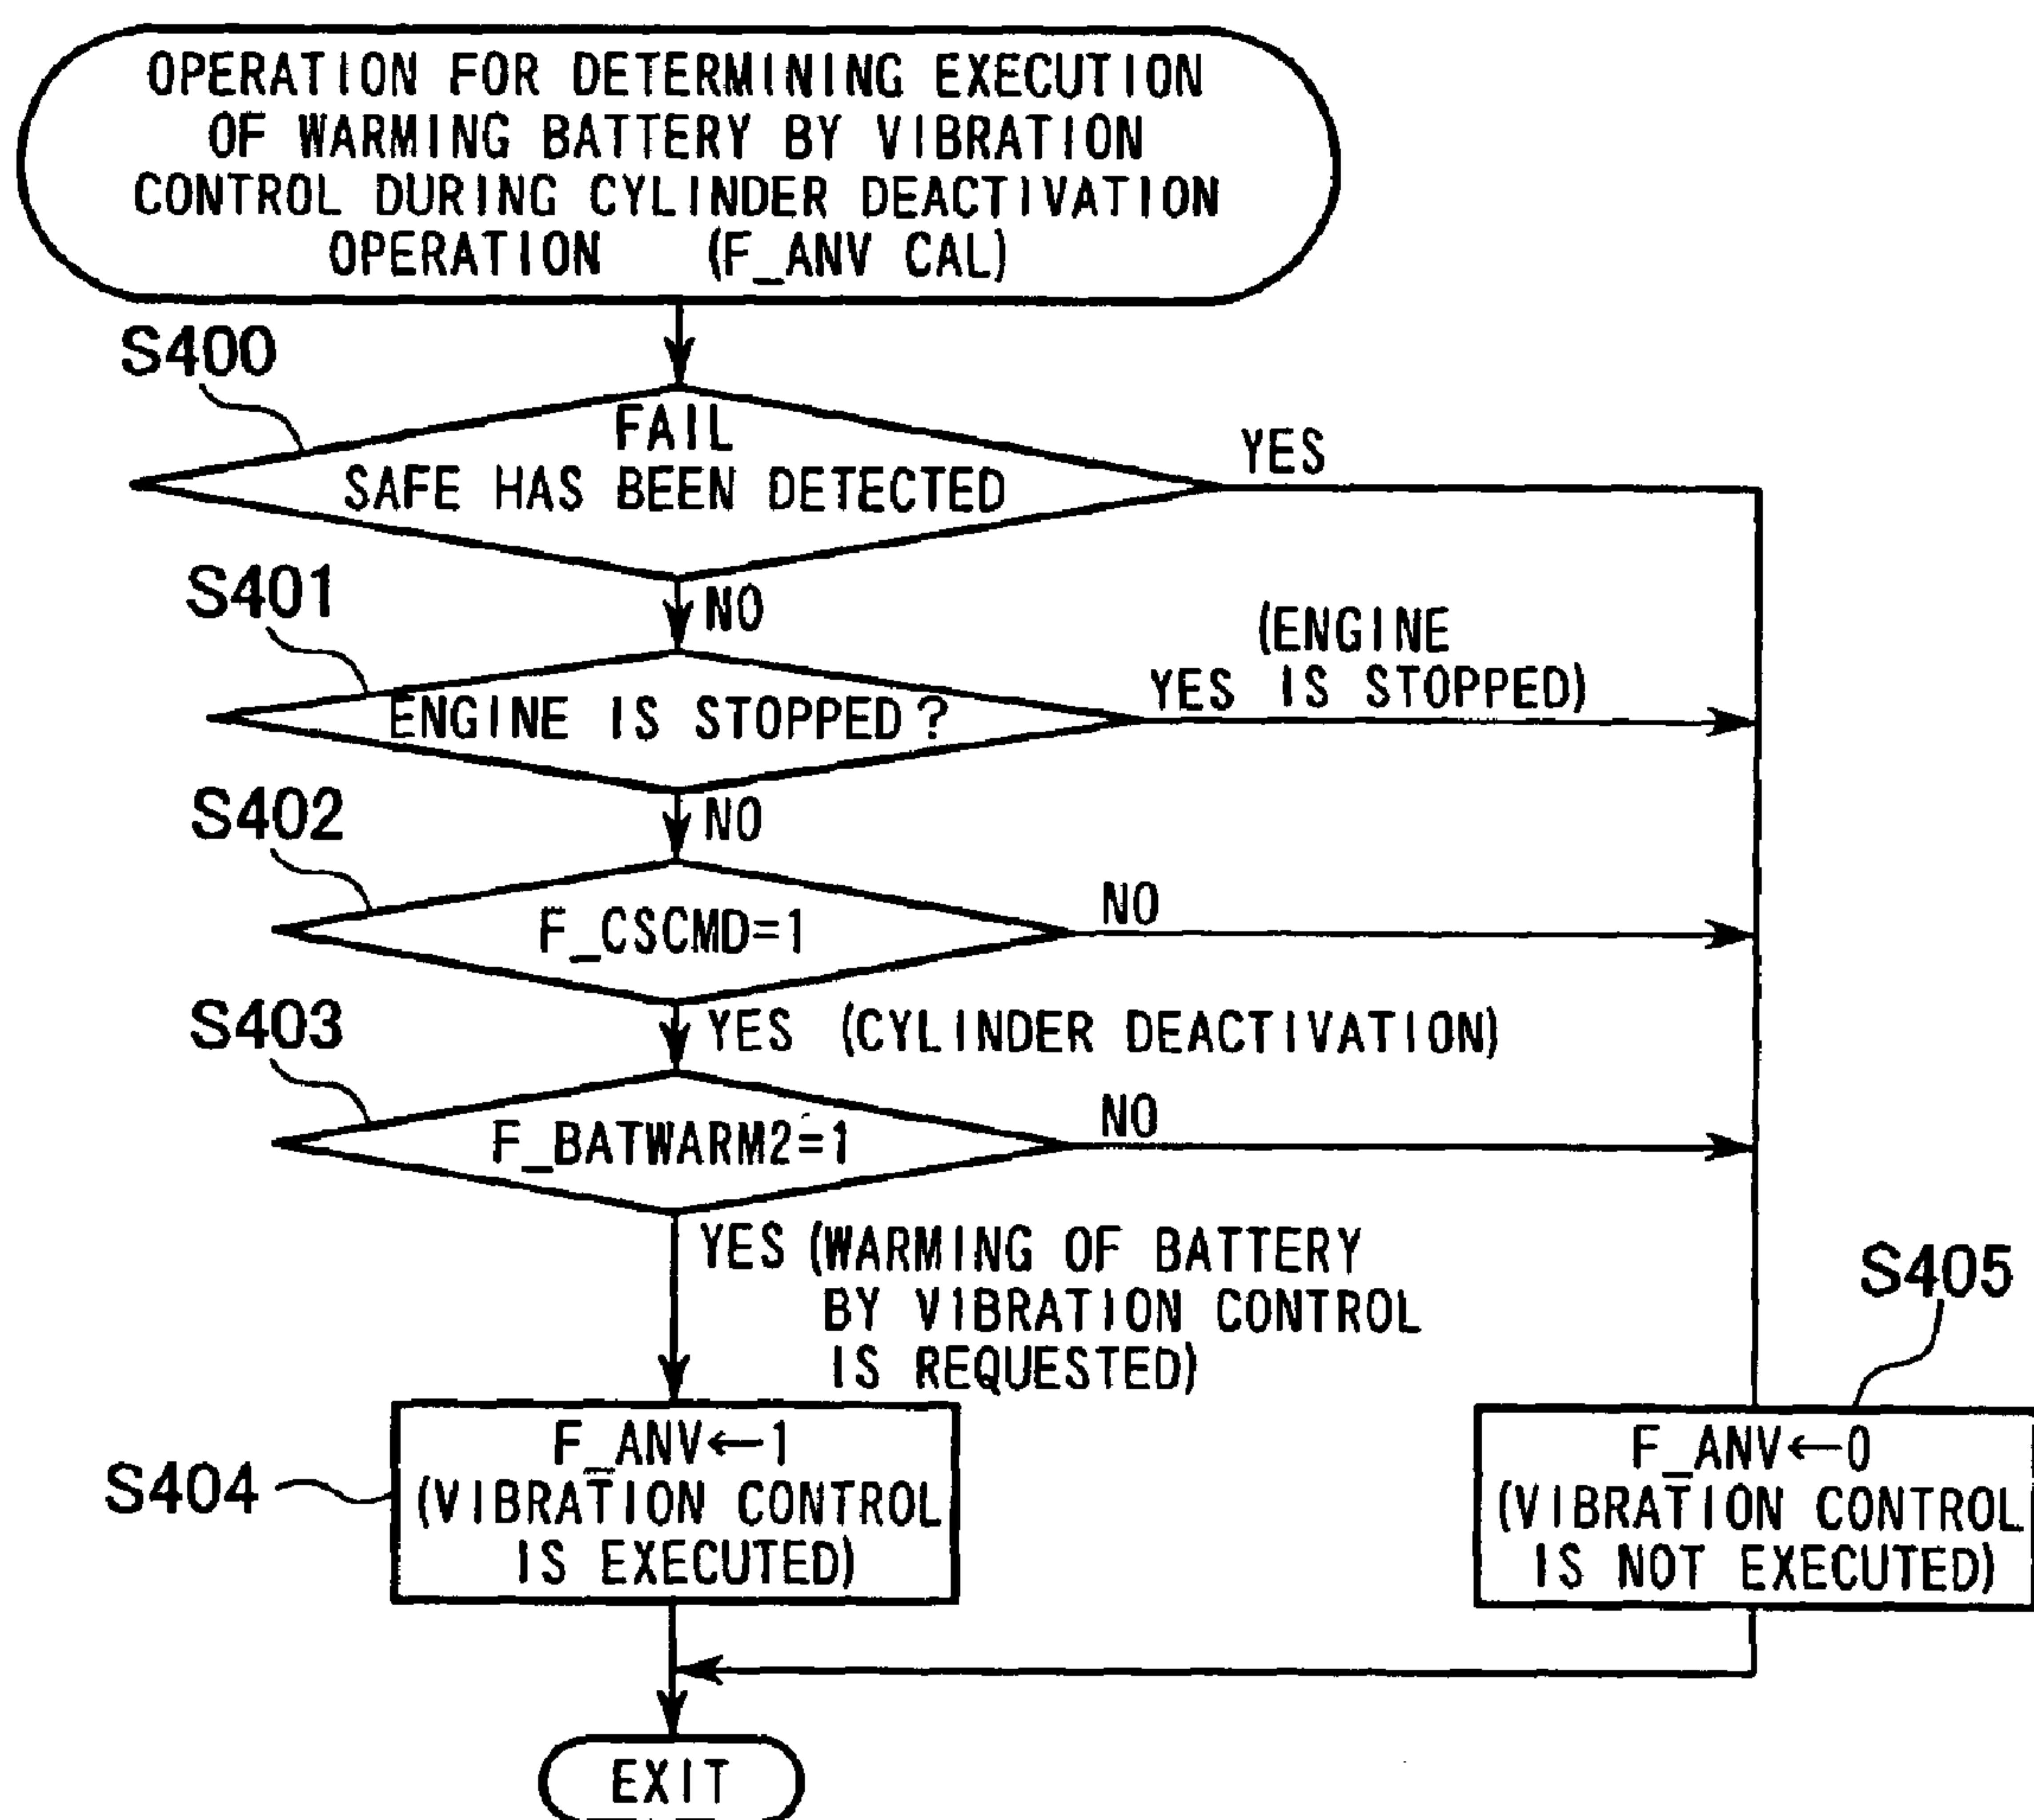 OPERATION FOR DETERMINING EXECUTION
OF WARMING BATTERY BY VIBRATION
CONTROL DURING CYLINDER DEACTIVATION
OPERATION (F_ANV CAL)
S400
FAIL
SAFE HAS BEEN DETECTED
YES
NO
S401
ENGINE IS STOPPED?
(ENGINE
YES IS STOPPED)
NO
S402
F_CSCMD=1
NO
YES (CYLINDER DEACTIVATION)
S403
F_BATWARM2=1
NO
YES (WARMING OF BATTERY
BY VIBRATION CONTROL
IS REQUESTED)
S404
F_ANV←1
(VIBRATION CONTROL
IS EXECUTED)
S405
F_ANV←0
(VIBRATION CONTROL
IS NOT EXECUTED)
EXIT